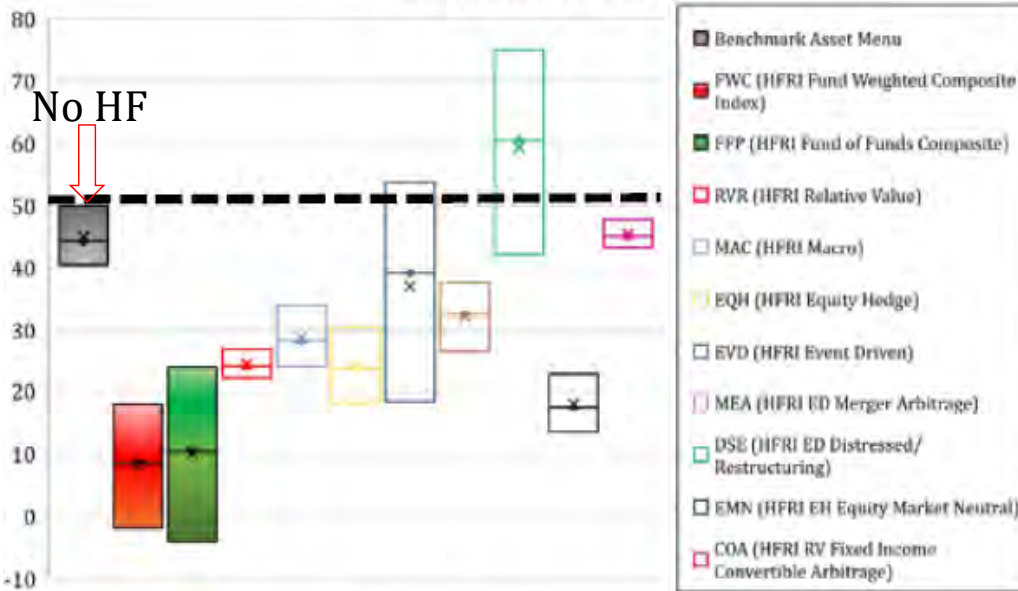 80
70
No HF
60
50
40
30
20
10
0
-10
Benchmark Asset Menu
FWC (HFRI Fund Weighted Composite
Index)
FFP (HFRI Fund of Funds Composite)
RVR (HFRI Relative Value)
MAC (HFRI Macro)
EQH (HFRI Equity Hedge)
EVD (HFRI Event Driven)
MEA (HFRI ED Merger Arbitrage)
DSE (HFRI ED Distressed/
Restructuring)
EMN (HFRI EH Equity Market Neutral)
COA (HFRI RV Fixed Income
Convertible Arbitrage)